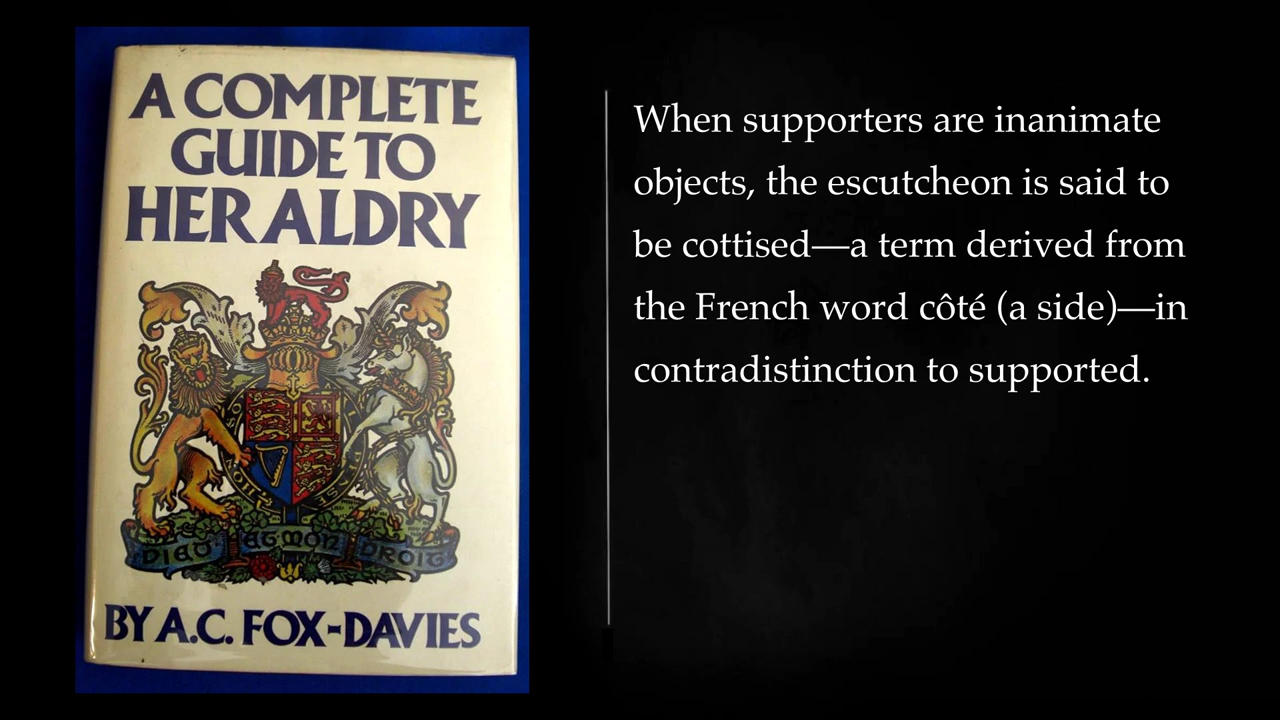 A COMPLETE
GUIDE TO
HERALDRY
DIEU ET MON DROIT
BY A.C. FOX-DAVIES
When supporters are inanimate
objects, the escutcheon is said to
be cottised—a term derived from
the French word côté (a side)—in
contradistinction to supported.